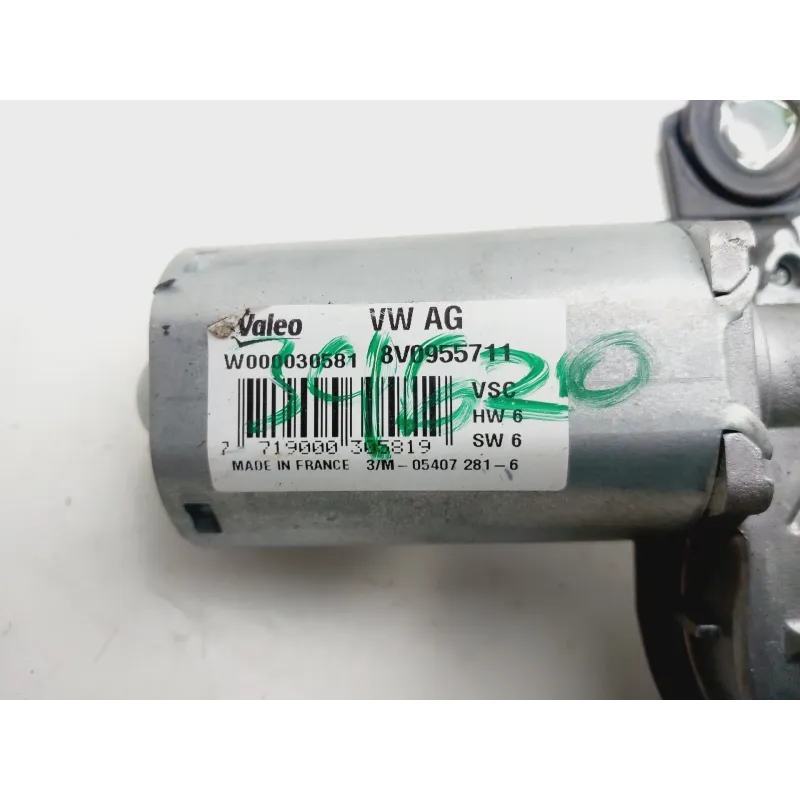 Valeo VW AG
W000030581 8V0955711
VSC
HW 6
SW 6
7 719000 305819
MADE IN FRANCE 3/M-05407 281-6